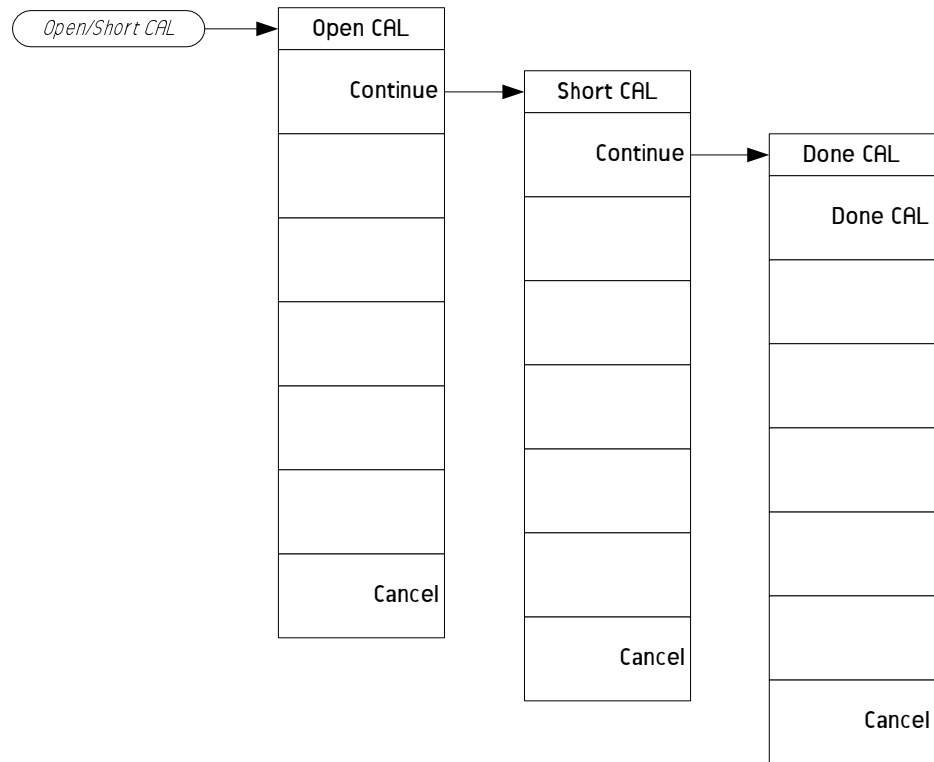 Open/Short CAL
Open CAL
Continue
Cancel
Short CAL
Continue
Cancel
Done CAL
Done CAL
Cancel